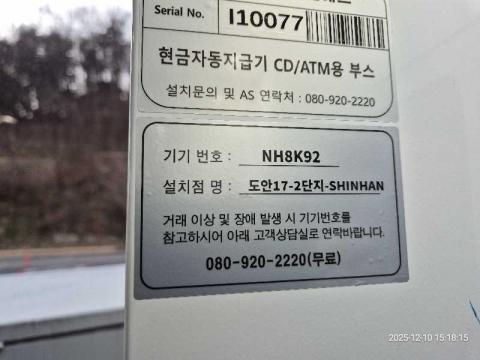 Serial No. I10077
현금자동지급기 CD/ATM용 부스
설치문의 및 AS 연락처 : 080-920-2220
기기 번호 : NH8K92
설치점 명 : 도안17-2단지-SHINHAN
거래 이상 및 장애 발생 시 기기번호를
참고하시어 아래 고객상담실로 연락바랍니다.
080-920-2220(무료)
2025-12-10 15:18:15